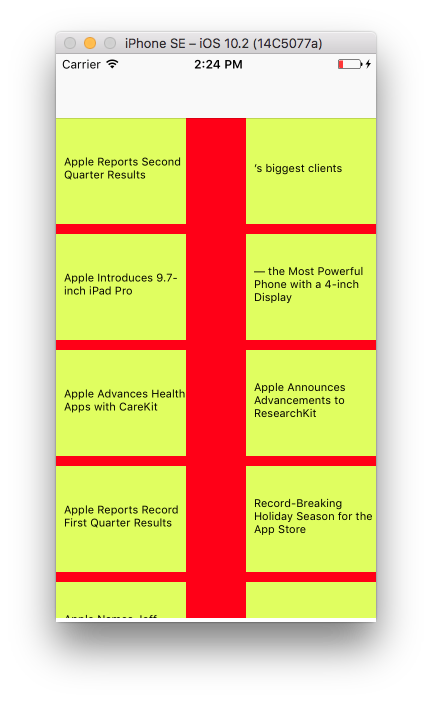 iPhone SE – iOS 10.2 (14C5077a)
Carrier 2:24 PM
Apple Reports Second
Quarter Results
‘s biggest clients
Apple Introduces 9.7-
inch iPad Pro
— the Most Powerful
Phone with a 4-inch
Display
Apple Advances Health
Apps with CareKit
Apple Announces
Advancements to
ResearchKit
Apple Reports Record
First Quarter Results
Record-Breaking
Holiday Season for the
App Store
Apple Names Jeff